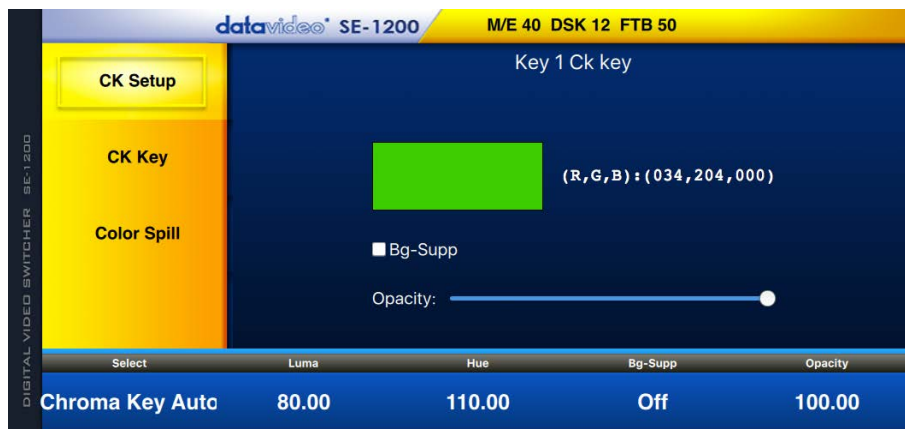 datavideo SE-1200
M/E 40 DSK 12 FTB 50
DIGITAL VIDEO SWITCHER SE-1200
CK Setup
CK Key
Color Spill
Key 1 Ck key
(R,G,B):(034,204,000)
Bg-Supp
Opacity:
Select Luma Hue Bg-Supp Opacity
Chroma Key Auto 80.00 110.00 Off 100.00